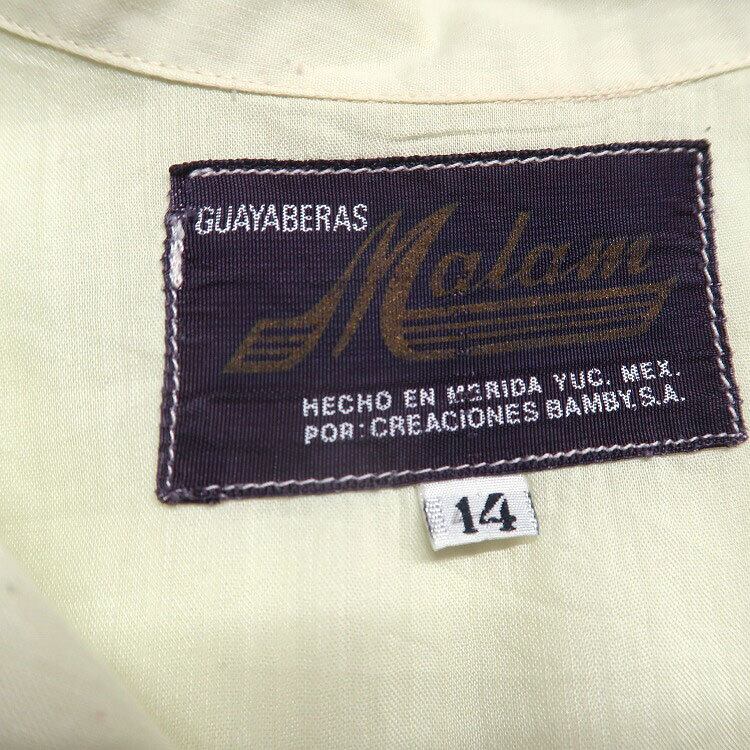 GUAYABERAS
Malam
HECHO EN MERIDA YUC. MEX.
POR: CREACIONES BAMBY.S.A.
14